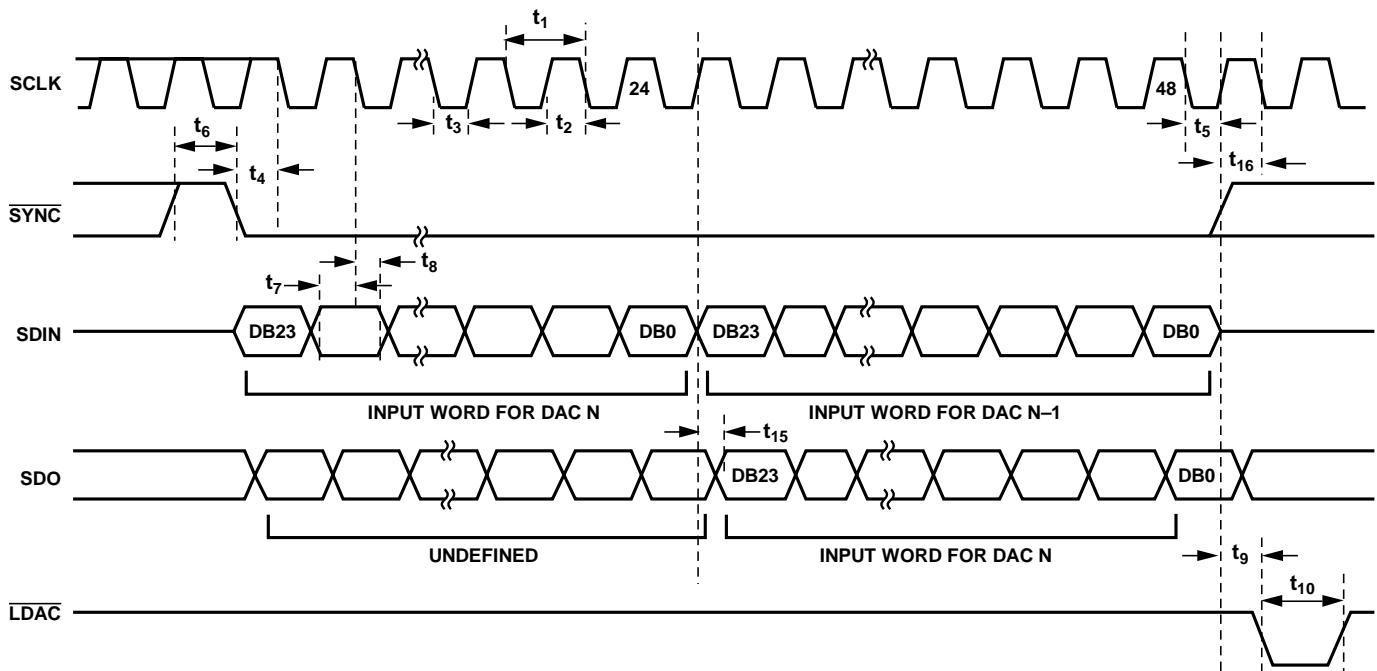 t1
SCLK
24
48
t3
t2
t5
t6
t4
t16
SYNC
t7
t8
SDIN
DB23
DB0
DB23
DB0
INPUT WORD FOR DAC N
INPUT WORD FOR DAC N–1
t15
SDO
DB23
DB0
UNDEFINED
INPUT WORD FOR DAC N
t9
t10
LDAC